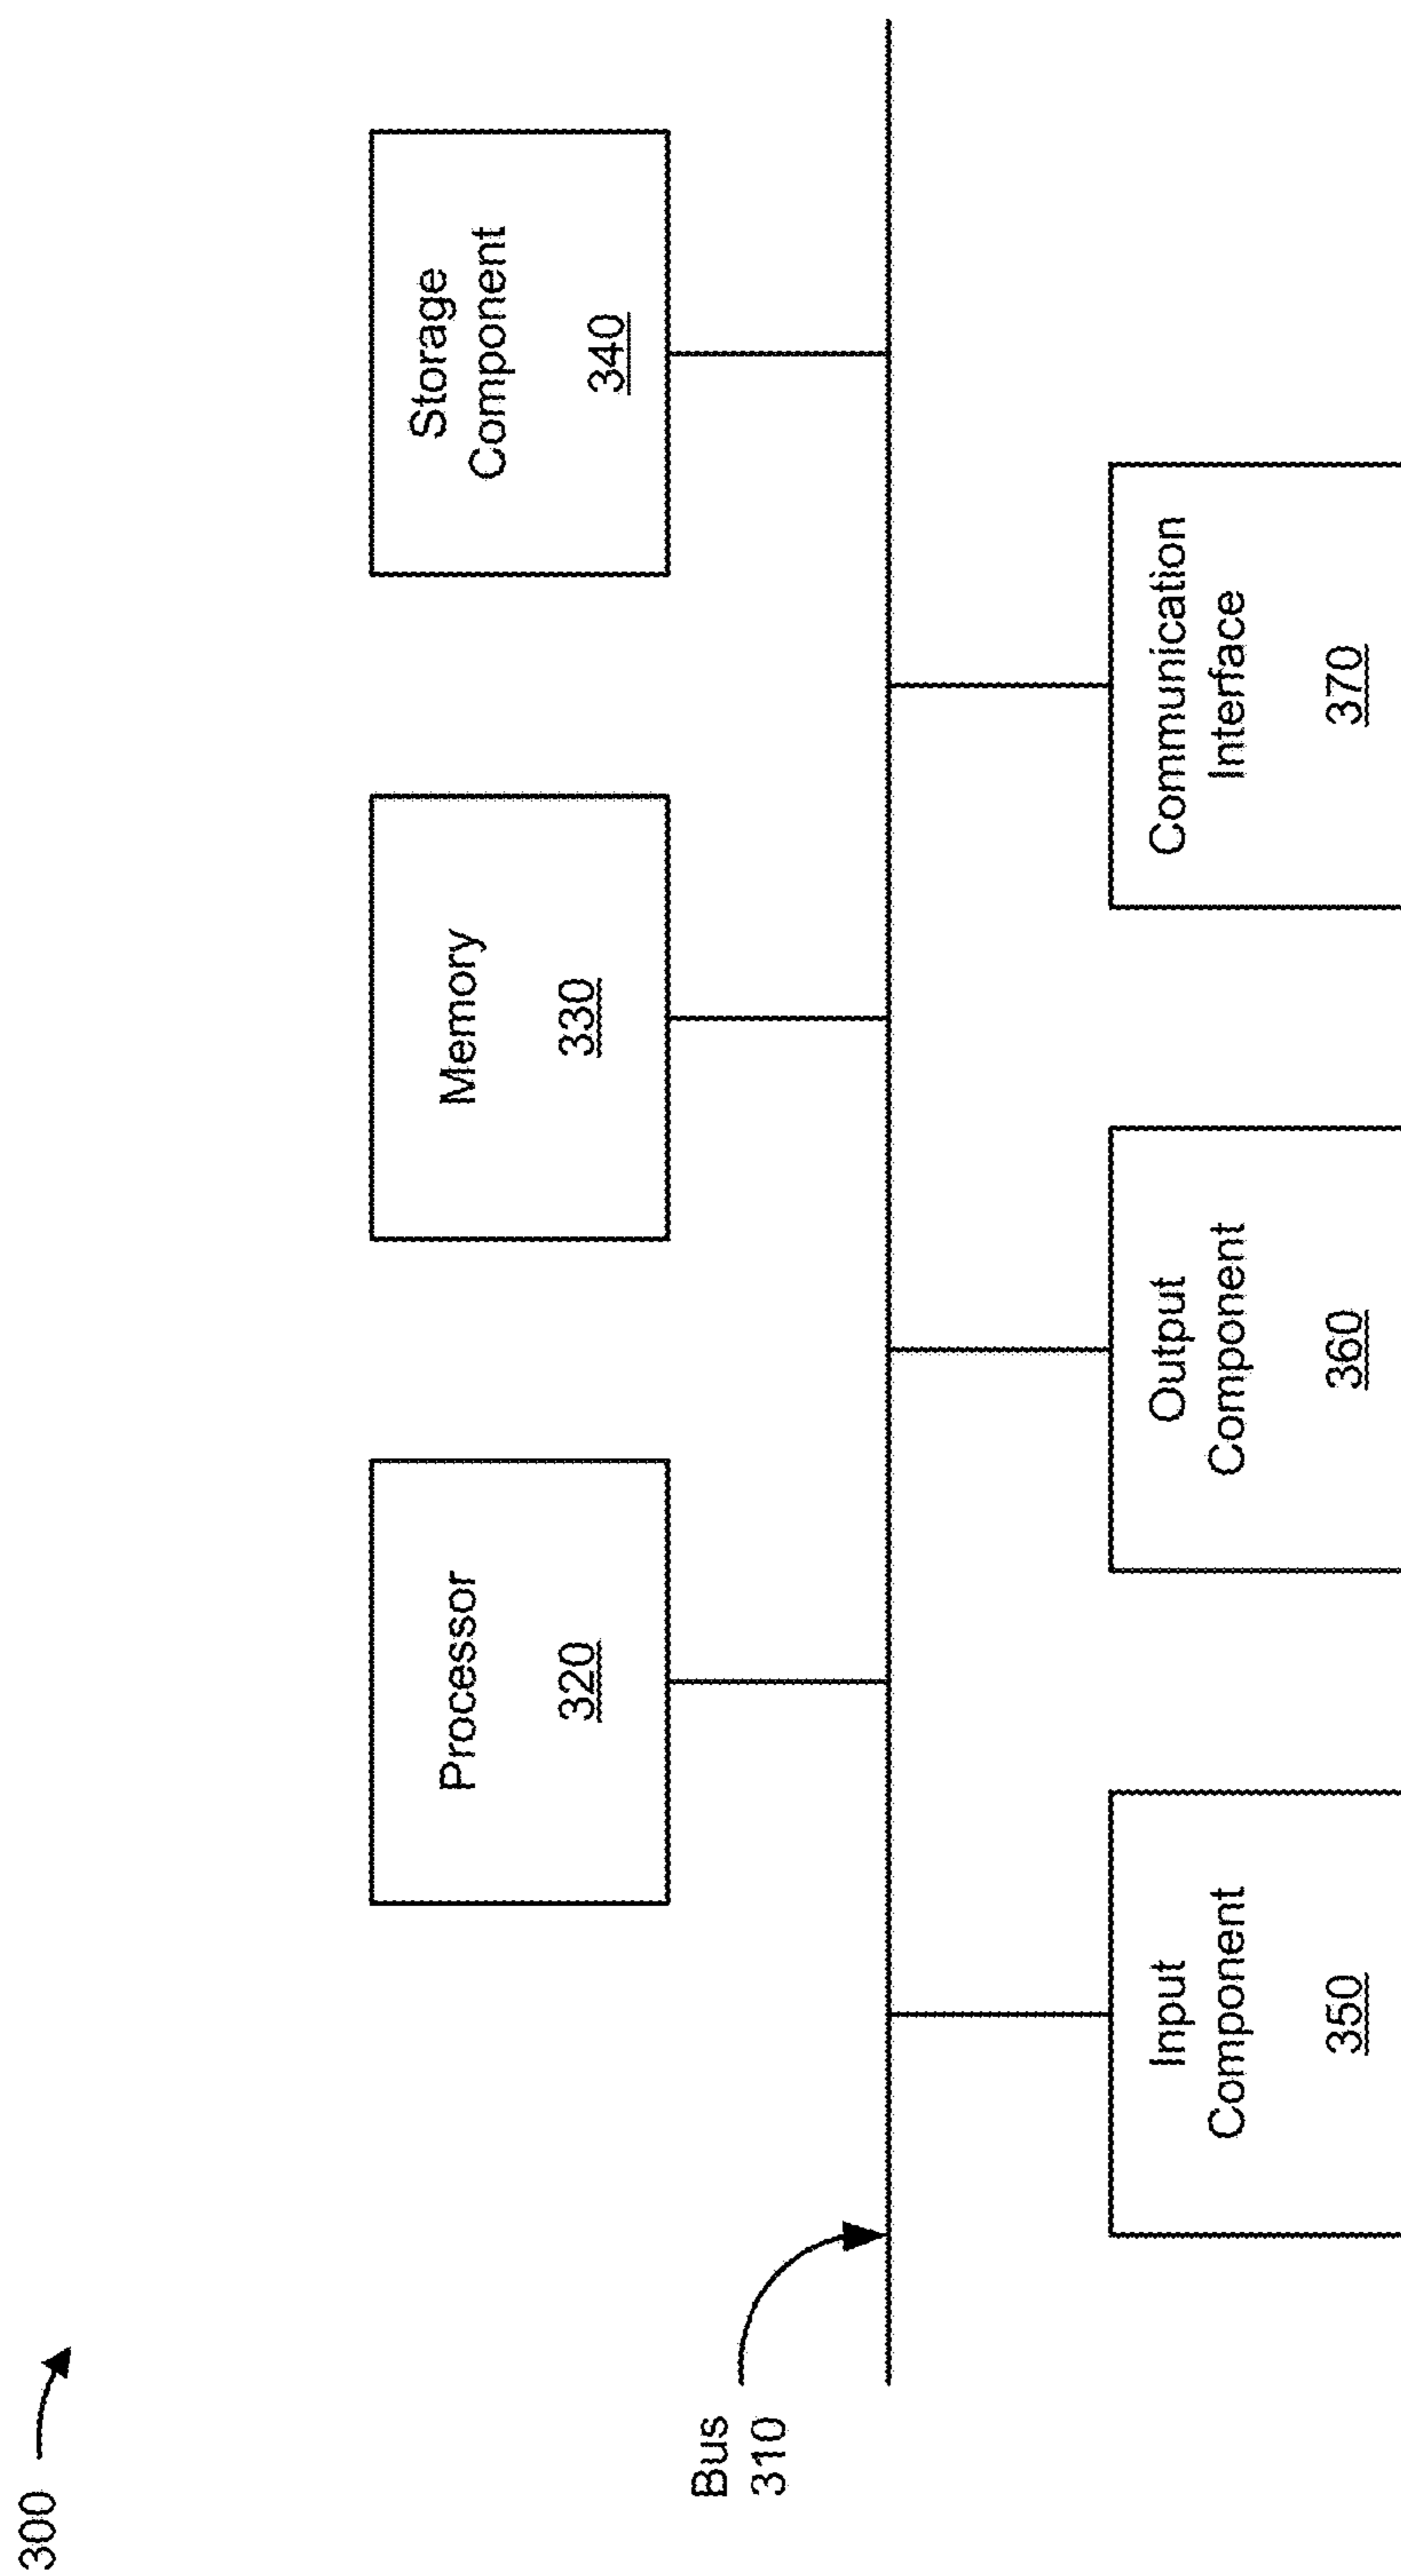 300
Bus
310
Processor
320
Memory
330
Storage
Component
340
Input
Component
350
Output
Component
360
Communication
Interface
370